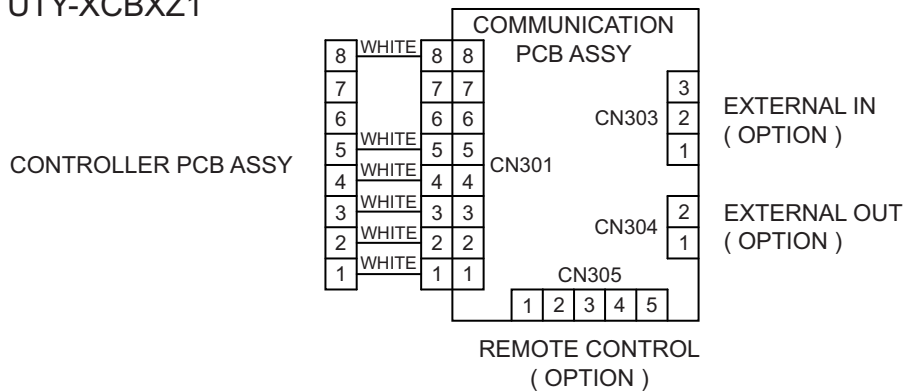 UTY-XCBXZ1
COMMUNICATION
PCB ASSY
8 WHITE 8 8
7 7 7
6 6 6
5 WHITE 5 5
4 WHITE 4 4
3 WHITE 3 3
2 WHITE 2 2
1 WHITE 1 1
CONTROLLER PCB ASSY
CN301
CN303
3
2
1
EXTERNAL IN
( OPTION )
CN304
2
1
EXTERNAL OUT
( OPTION )
CN305
1 2 3 4 5
REMOTE CONTROL
( OPTION )